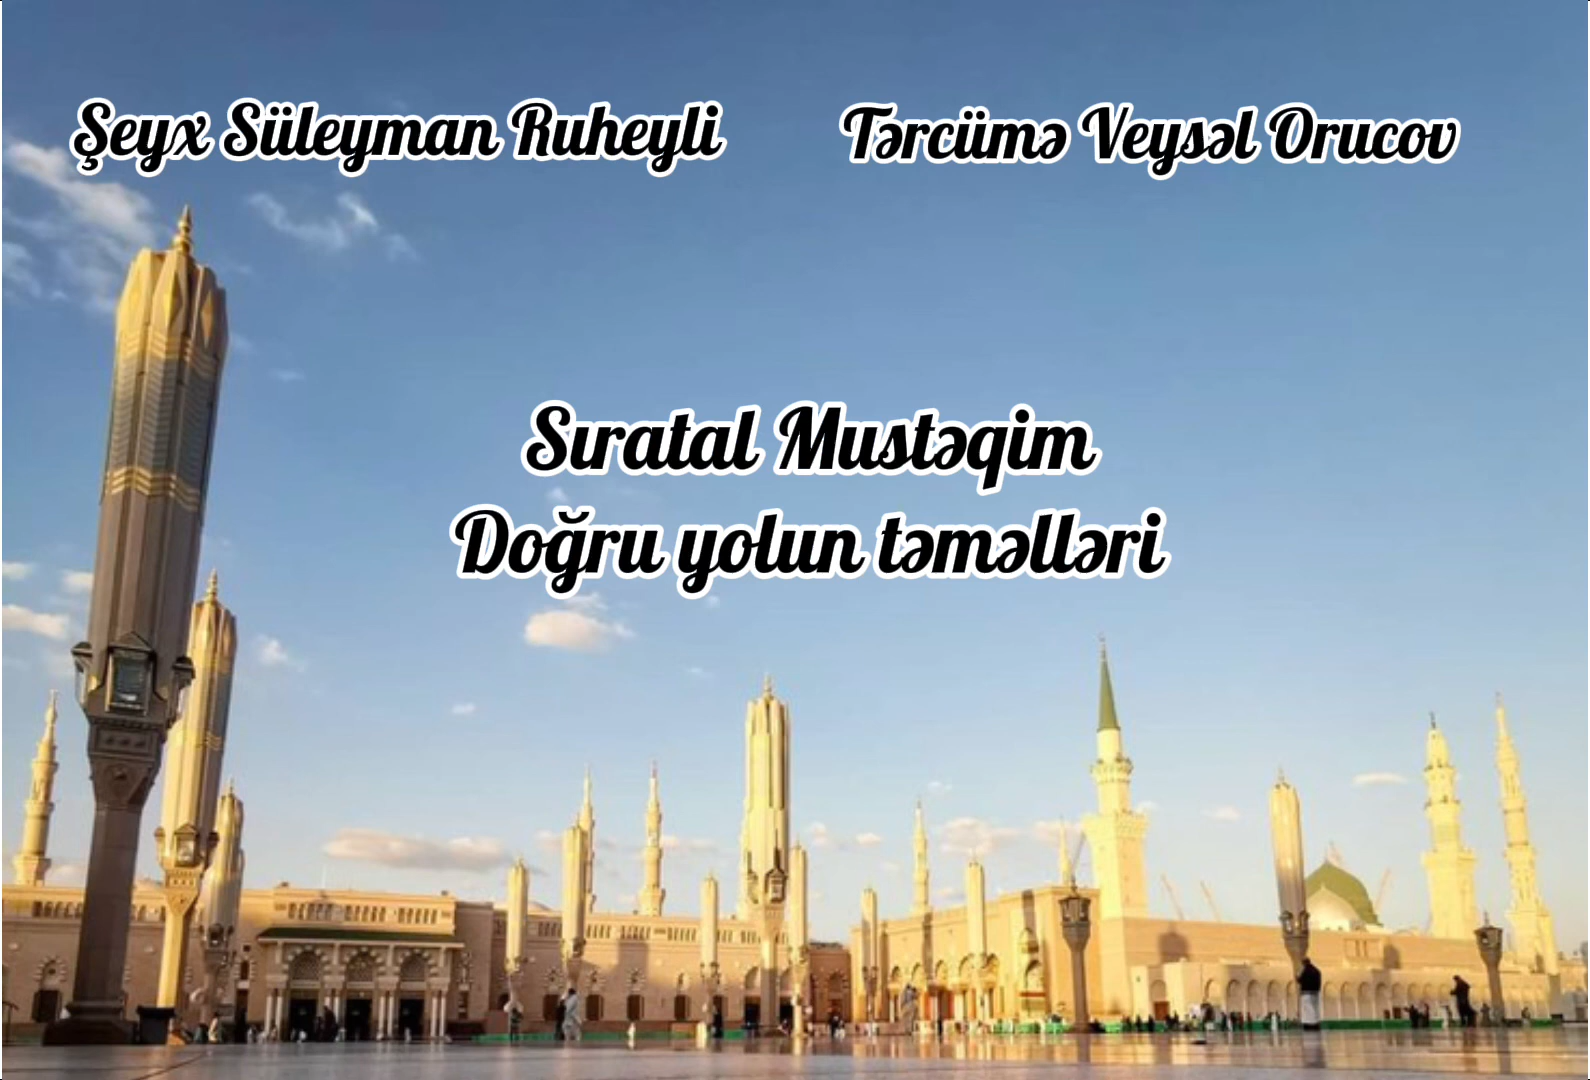 Şeyx Süleyman Ruheyli
Tərcümə Veysəl Orucov
Sıratal Mustəqim
Doğru yolun təməlləri